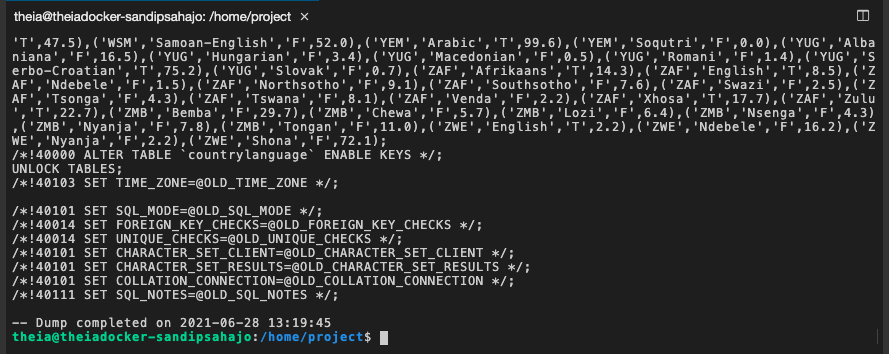 theia@theiadocker-sandipsahajo: /home/project ×
'T',47.5),('WSM','Samoan-English','F',52.0),('YEM','Arabic','T',99.6),('YEM','Soqutri','F',0.0),('YUG','Alba
niana','F',16.5),('YUG','Hungarian','F',3.4),('YUG','Macedonian','F',0.5),('YUG','Romani','F',1.4),('YUG','S
erbo-Croatian','T',75.2),('YUG','Slovak','F',0.7),('ZAF','Afrikaans','T',14.3),('ZAF','English','T',8.5),('Z
AF','Ndebele','F',1.5),('ZAF','Northsotho','F',9.1),('ZAF','Southsotho','F',7.6),('ZAF','Swazi','F',2.5),('Z
AF','Tsonga','F',4.3),('ZAF','Tswana','F',8.1),('ZAF','Venda','F',2.2),('ZAF','Xhosa','T',17.7),('ZAF','Zulu
','T',22.7),('ZMB','Bemba','F',29.7),('ZMB','Chewa','F',5.7),('ZMB','Lozi','F',6.4),('ZMB','Nsenga','F',4.3)
,('ZMB','Nyanja','F',7.8),('ZMB','Tongan','F',11.0),('ZWE','English','T',2.2),('ZWE','Ndebele','F',16.2),('Z
WE','Nyanja','F',2.2),('ZWE','Shona','F',72.1);
/*!40000 ALTER TABLE `countrylanguage` ENABLE KEYS */;
UNLOCK TABLES;
/*!40103 SET TIME_ZONE=@OLD_TIME_ZONE */;
/*!40101 SET SQL_MODE=@OLD_SQL_MODE */;
/*!40014 SET FOREIGN_KEY_CHECKS=@OLD_FOREIGN_KEY_CHECKS */;
/*!40014 SET UNIQUE_CHECKS=@OLD_UNIQUE_CHECKS */;
/*!40101 SET CHARACTER_SET_CLIENT=@OLD_CHARACTER_SET_CLIENT */;
/*!40101 SET CHARACTER_SET_RESULTS=@OLD_CHARACTER_SET_RESULTS */;
/*!40101 SET COLLATION_CONNECTION=@OLD_COLLATION_CONNECTION */;
/*!40111 SET SQL_NOTES=@OLD_SQL_NOTES */;
-- Dump completed on 2021-06-28 13:19:45
theia@theiadocker-sandipsahajo:/home/project$